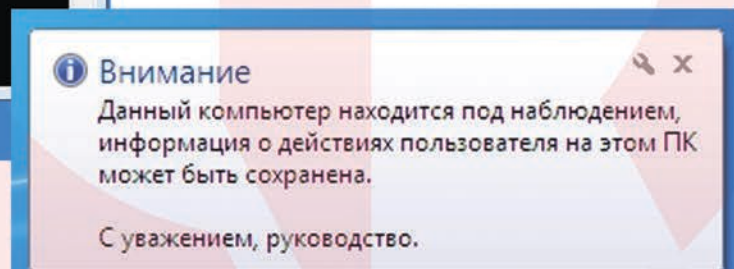 Внимание
Данный компьютер находится под наблюдением,
информация о действиях пользователя на этом ПК
может быть сохранена.
С уважением, руководство.